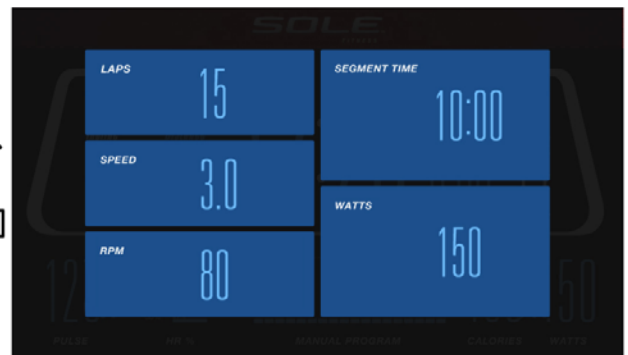 SOLE
LAPS
15
SPEED
3.0
RPM
80
SEGMENT TIME
10:00
WATTS
150
PULSE
HR %
MANUAL PROGRAM
CALORIES
WATTS